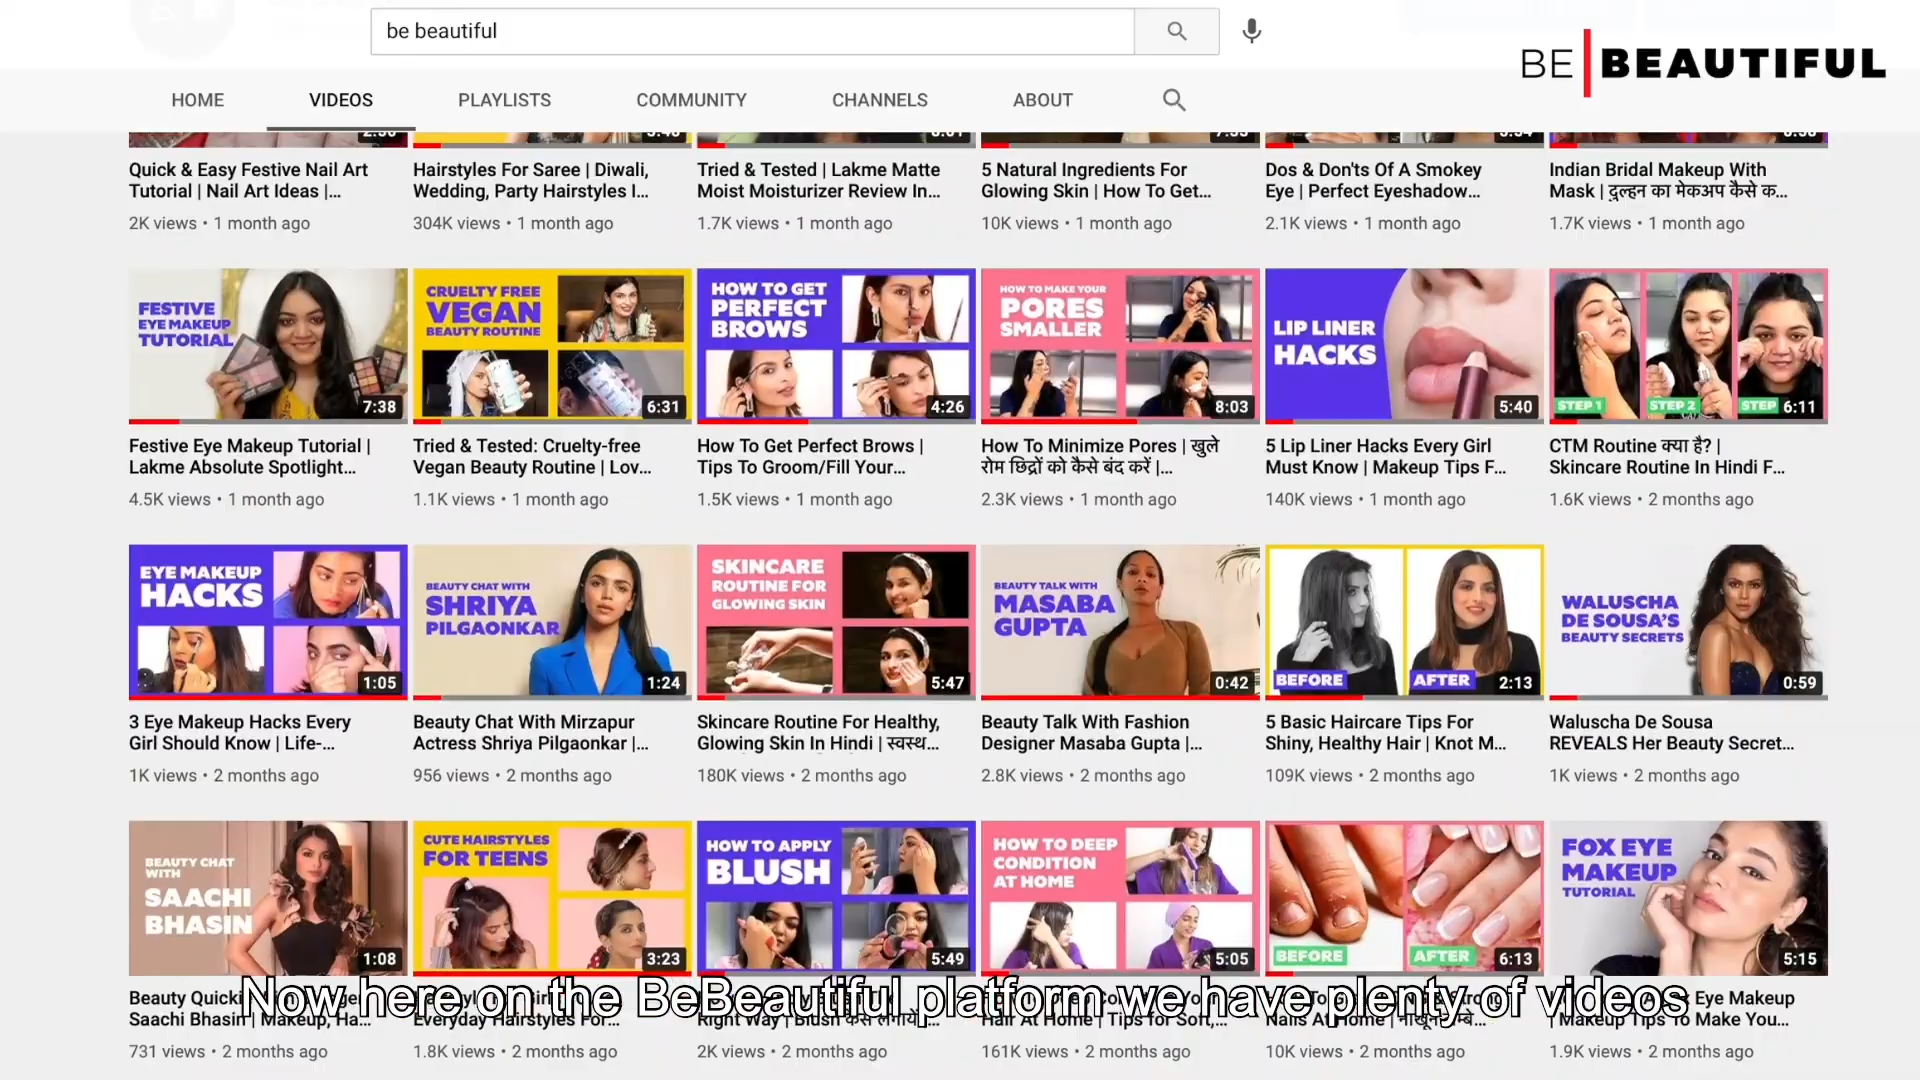 be beautiful
BE BEAUTIFUL
HOME VIDEOS PLAYLISTS COMMUNITY CHANNELS ABOUT
Quick & Easy Festive Nail Art
Tutorial | Nail Art Ideas |...
2K views • 1 month ago
Hairstyles For Saree | Diwali,
Wedding, Party Hairstyles I...
304K views • 1 month ago
Tried & Tested | Lakme Matte
Moist Moisturizer Review In...
1.7K views • 1 month ago
5 Natural Ingredients For
Glowing Skin | How To Get...
10K views • 1 month ago
Dos & Don'ts Of A Smokey
Eye | Perfect Eyeshadow...
2.1K views • 1 month ago
Indian Bridal Makeup With
Mask | दुल्हन का मेकअप कैसे क...
1.7K views • 1 month ago
FESTIVE
EYE MAKEUP
TUTORIAL
7:38
Festive Eye Makeup Tutorial |
Lakme Absolute Spotlight...
4.5K views • 1 month ago
CRUELTY FREE
VEGAN
BEAUTY ROUTINE
6:31
Tried & Tested: Cruelty-free
Vegan Beauty Routine | Lov...
1.1K views • 1 month ago
HOW TO GET
PERFECT
BROWS
4:26
How To Get Perfect Brows |
Tips To Groom/Fill Your...
1.5K views • 1 month ago
HOW TO MAKE YOUR
PORES
SMALLER
8:03
How To Minimize Pores | खुले
रोम छिद्रों को कैसे बंद करें |...
2.3K views • 1 month ago
LIP LINER
HACKS
5:40
5 Lip Liner Hacks Every Girl
Must Know | Makeup Tips F...
140K views • 1 month ago
STEP 1 STEP 2 STEP 6:11
CTM Routine क्या है? |
Skincare Routine In Hindi F...
1.6K views • 2 months ago
EYE MAKEUP
HACKS
1:05
3 Eye Makeup Hacks Every
Girl Should Know | Life-...
1K views • 2 months ago
BEAUTY CHAT WITH
SHRIYA
PILGAONKAR
1:24
Beauty Chat With Mirzapur
Actress Shriya Pilgaonkar |...
956 views • 2 months ago
SKINCARE
ROUTINE FOR
GLOWING SKIN
5:47
Skincare Routine For Healthy,
Glowing Skin In Hindi | स्वस्थ...
180K views • 2 months ago
BEAUTY TALK WITH
MASABA
GUPTA
0:42
Beauty Talk With Fashion
Designer Masaba Gupta |...
2.8K views • 2 months ago
BEFORE AFTER 2:13
5 Basic Haircare Tips For
Shiny, Healthy Hair | Knot M...
109K views • 2 months ago
WALUSCHA
DE SOUSA'S
BEAUTY SECRETS
0:59
Waluscha De Sousa
REVEALS Her Beauty Secret...
1K views • 2 months ago
BEAUTY CHAT
WITH
SAACHI
BHASIN
1:08
Beauty
Saachi Bhasin | Makeup, Ha...
731 views • 2 months ago
CUTE HAIRSTYLES
FOR TEENS
3:23
Everyday Hairstyles For...
1.8K views • 2 months ago
HOW TO APPLY
BLUSH
5:49
Right Way | Blush कैसे लगायें
2K views • 2 months ago
HOW TO DEEP
CONDITION
AT HOME
5:05
Hair At Home | Tips for Soft,...
161K views • 2 months ago
BEFORE AFTER 6:13
Nails At Home |
10K views • 2 months ago
FOX EYE
MAKEUP
TUTORIAL
5:15
Eye Makeup
| Makeup Tips To Make You...
1.9K views • 2 months ago
Now here on the BeBeautiful platform we have plenty of videos